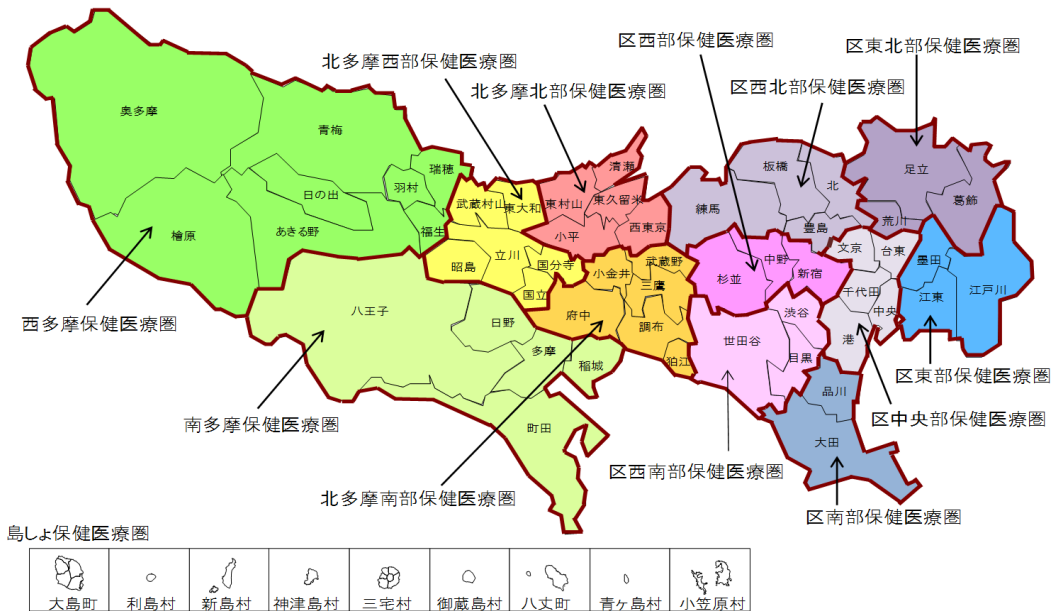 区西部保健医療圏
区東北部保健医療圏
北多摩西部保健医療圏
区西北部保健医療圏
北多摩北部保健医療圏
奥多摩
青梅
瑞穂
羽村
日の出
福生
あきる野
檜原
武蔵村山
東大和
立川
昭島
国分寺
国立
清瀬
東村山
東久留米
小平
西東京
小金井
武蔵野
三鷹
府中
調布
狛江
八王子
日野
多摩
稲城
町田
練馬
板橋
北
豊島
足立
葛飾
荒川
杉並
中野
新宿
文京
台東
千代田
中央
港
墨田
江東
江戸川
渋谷
世田谷
目黒
品川
大田
西多摩保健医療圏
南多摩保健医療圏
北多摩南部保健医療圏
区西南部保健医療圏
区東部保健医療圏
区中央部保健医療圏
区南部保健医療圏
島しょ保健医療圏
大島町
利島村
新島村
神津島村
三宅村
御蔵島村
八丈町
青ヶ島村
小笠原村